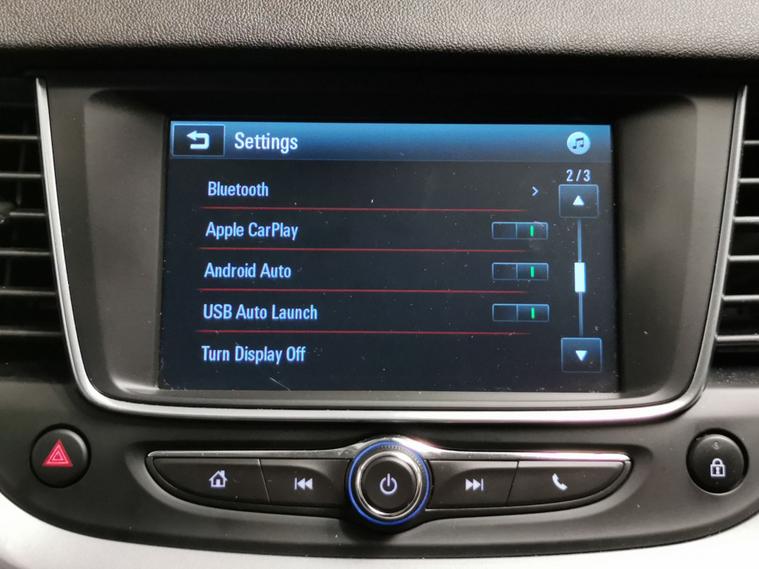 Settings
2/3
Bluetooth
Apple CarPlay
Android Auto
USB Auto Launch
Turn Display Off